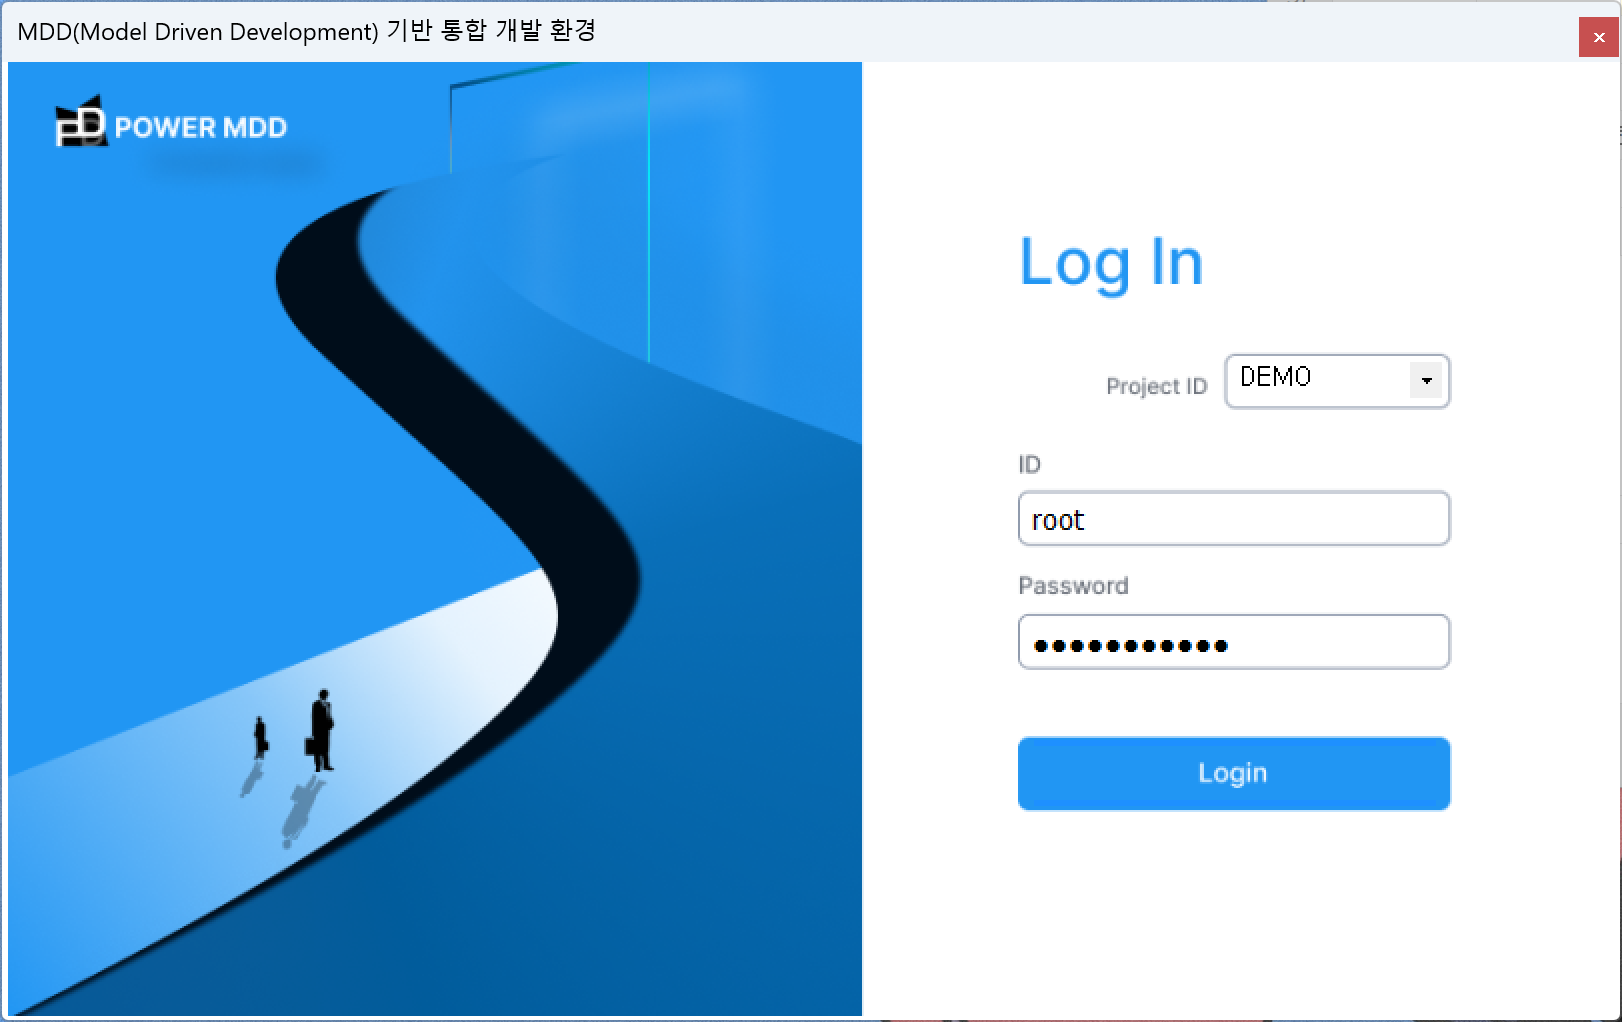 MDD(Model Driven Development) 기반 통합 개발 환경
POWER MDD
Log In
Project ID
DEMO
ID
root
Password
●●●●●●●●●●●
Login